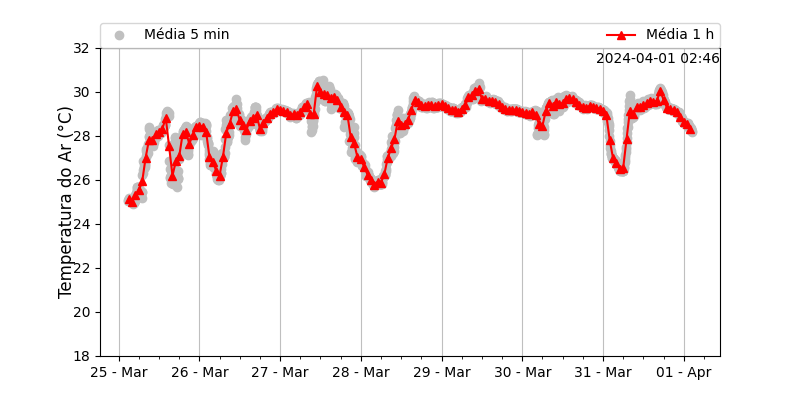 Média 5 min
Média 1 h
2024-04-01 02:46
Temperatura do Ar (°C)
32
30
28
26
24
22
20
18
25 - Mar
26 - Mar
27 - Mar
28 - Mar
29 - Mar
30 - Mar
31 - Mar
01 - Apr